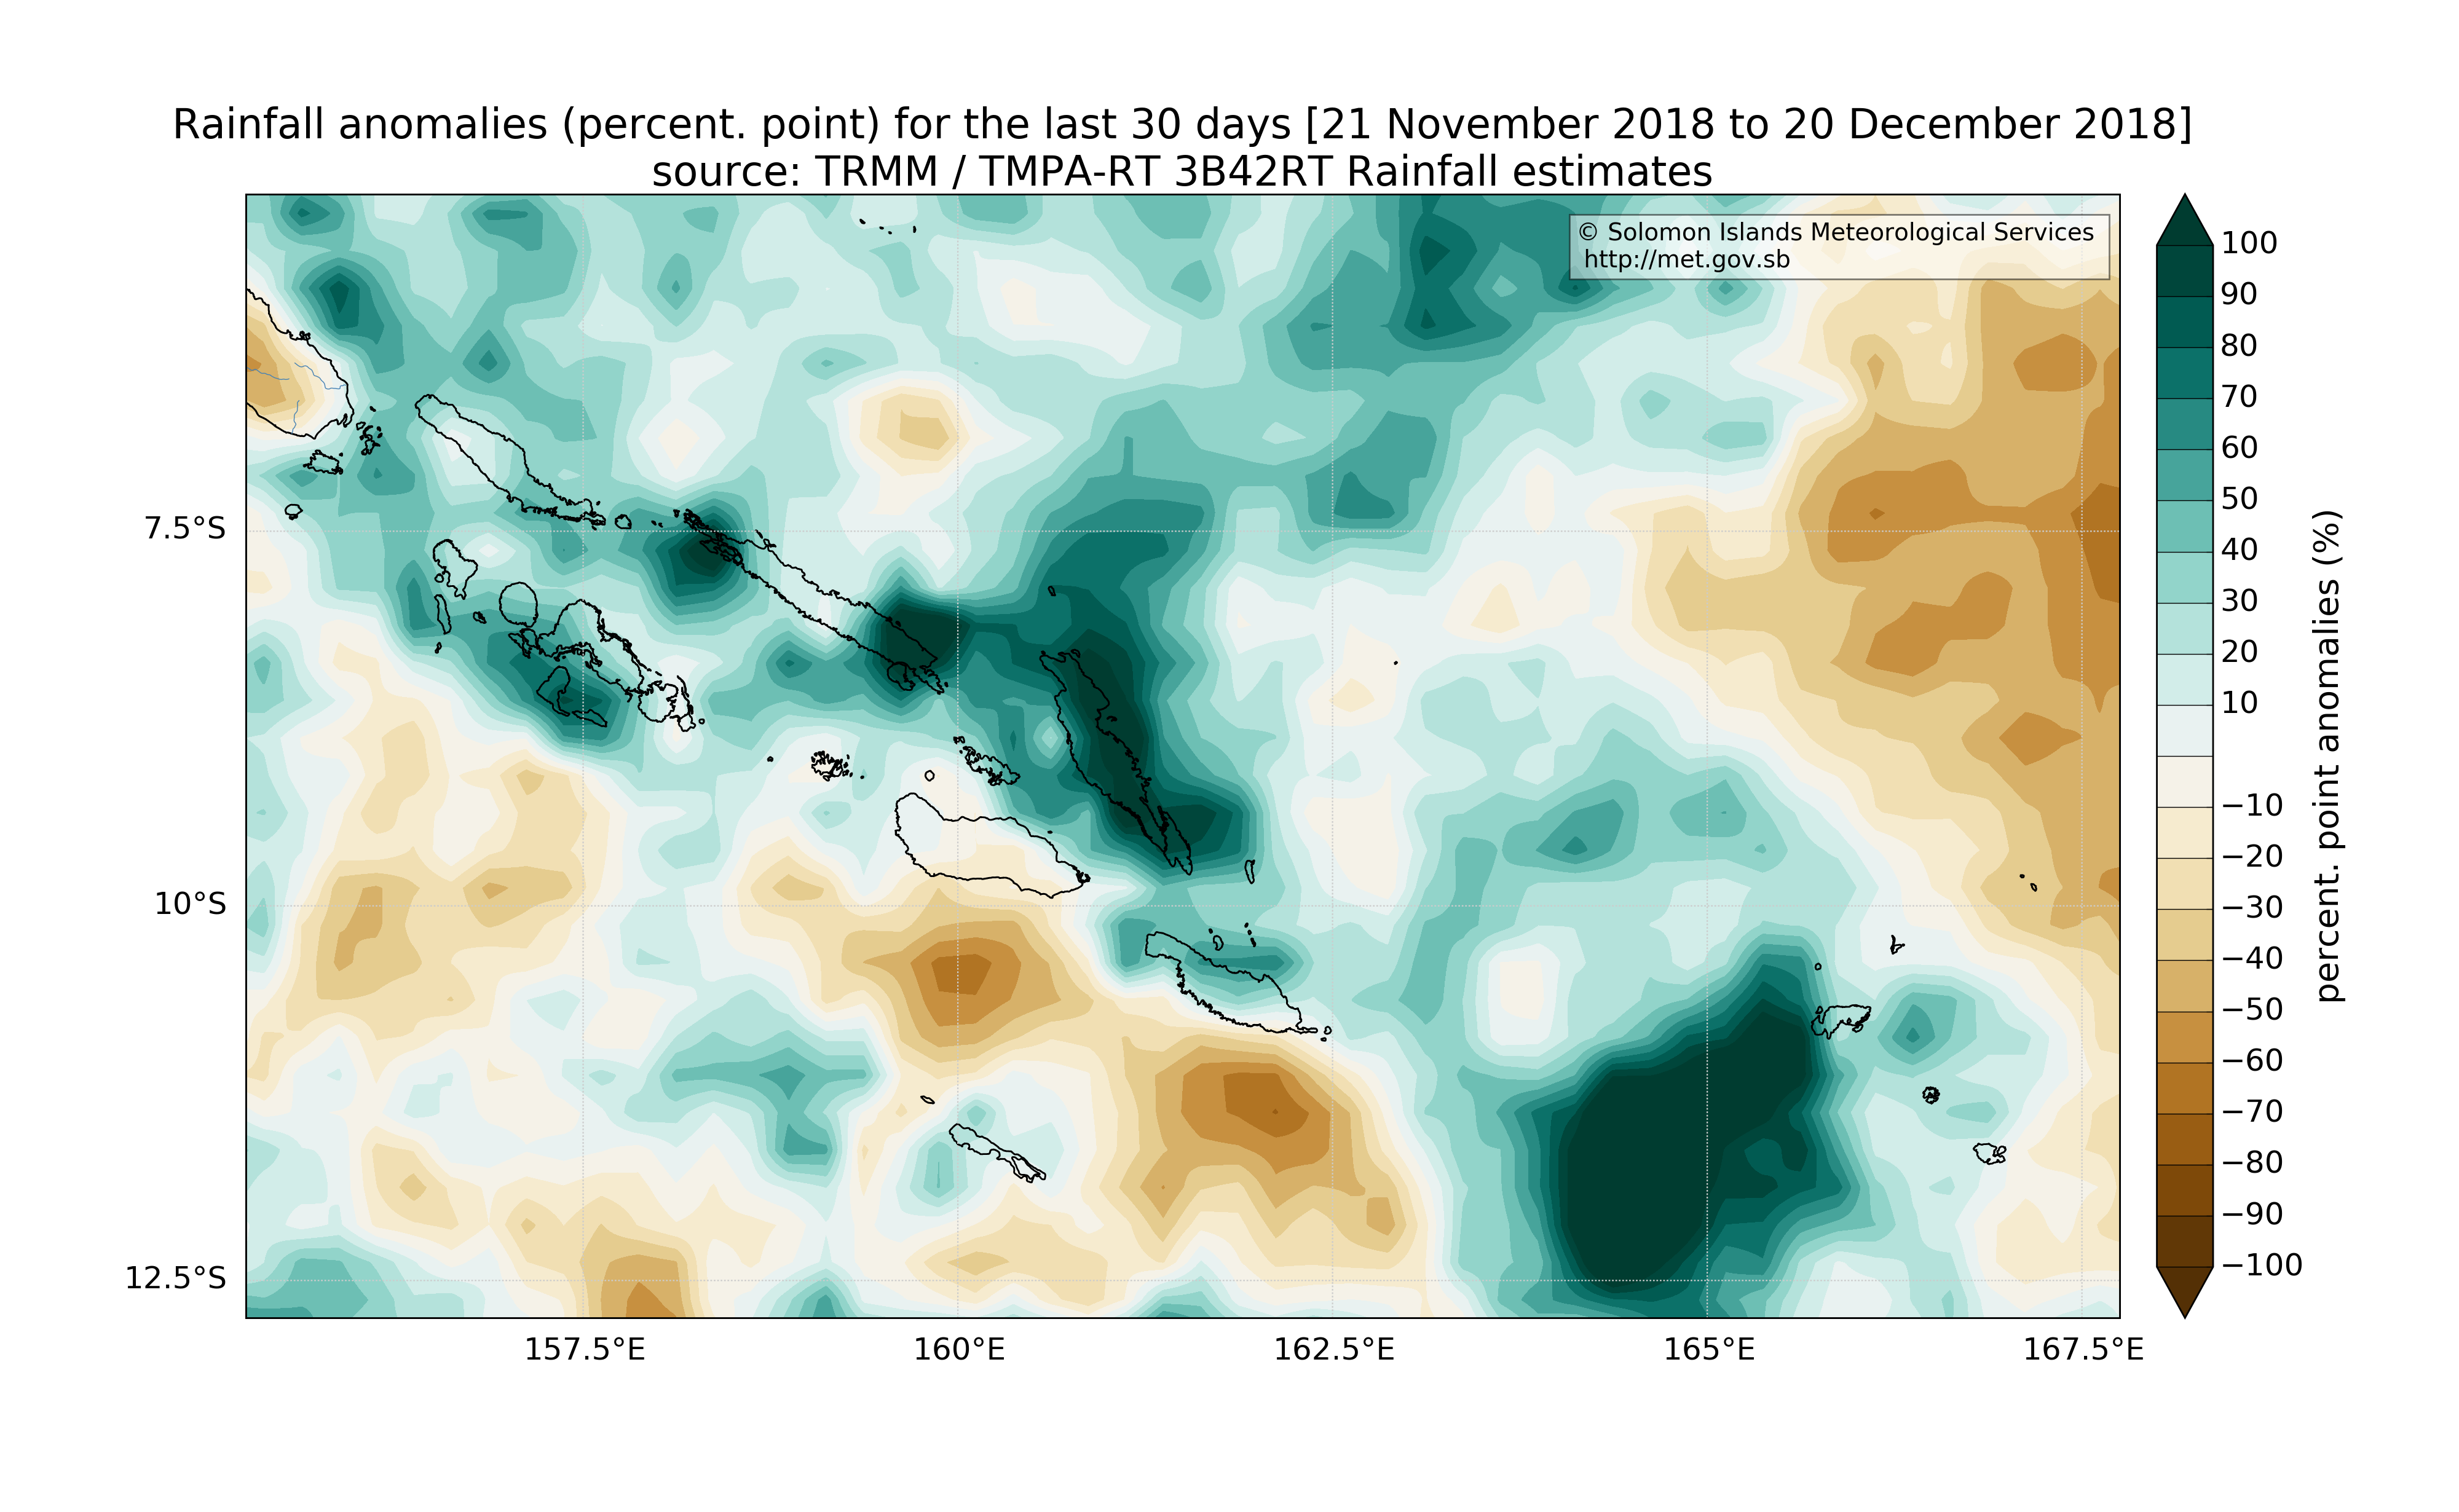 Rainfall anomalies (percent. point) for the last 30 days [21 November 2018 to 20 December 2018]
source: TRMM / TMPA-RT 3B42RT Rainfall estimates
© Solomon Islands Meteorological Services
http://met.gov.sb
7.5°S
10°S
12.5°S
157.5°E
160°E
162.5°E
165°E
167.5°E
100
90
80
70
60
50
40
30
20
10
−10
−20
−30
−40
−50
−60
−70
−80
−90
−100
percent. point anomalies (%)